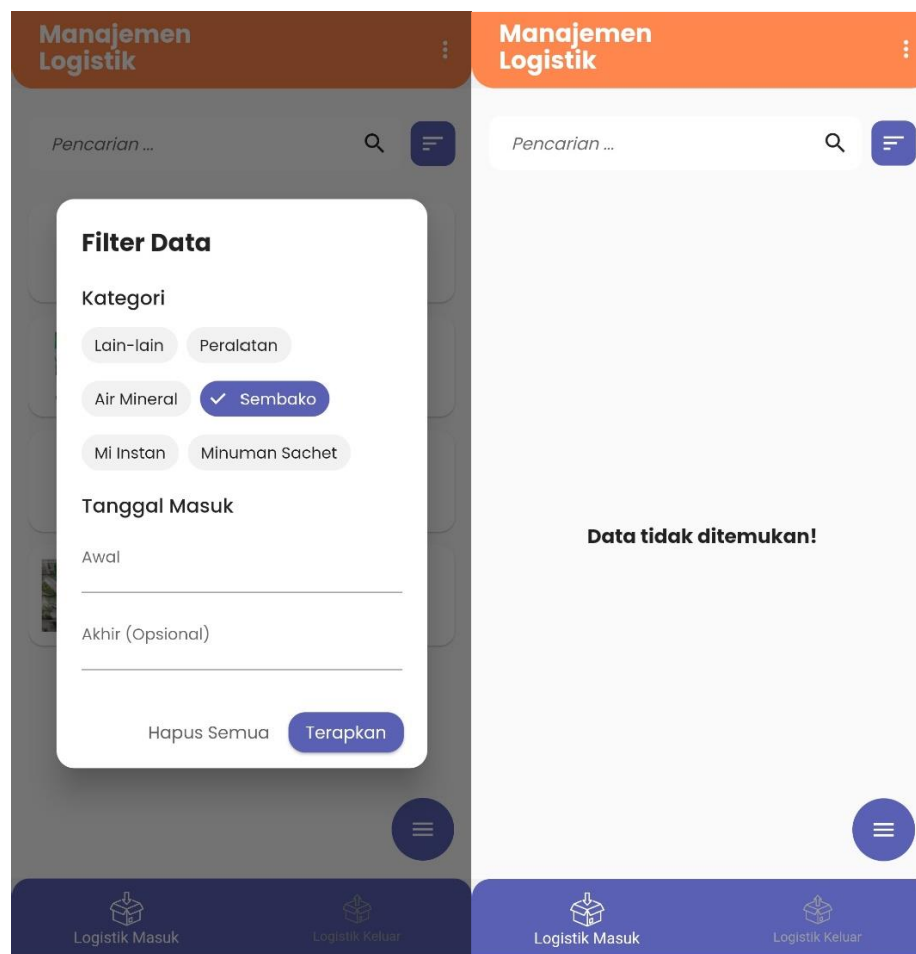 Manajemen
Logistik
Pencarian ...
Filter Data
Kategori
Lain-lain Peralatan
Air Mineral Sembako
Mi Instan Minuman Sachet
Tanggal Masuk
Awal
Akhir (Opsional)
Hapus Semua Terapkan
Logistik Masuk Logistik Keluar
Manajemen
Logistik
Pencarian ...
Data tidak ditemukan!
Logistik Masuk Logistik Keluar